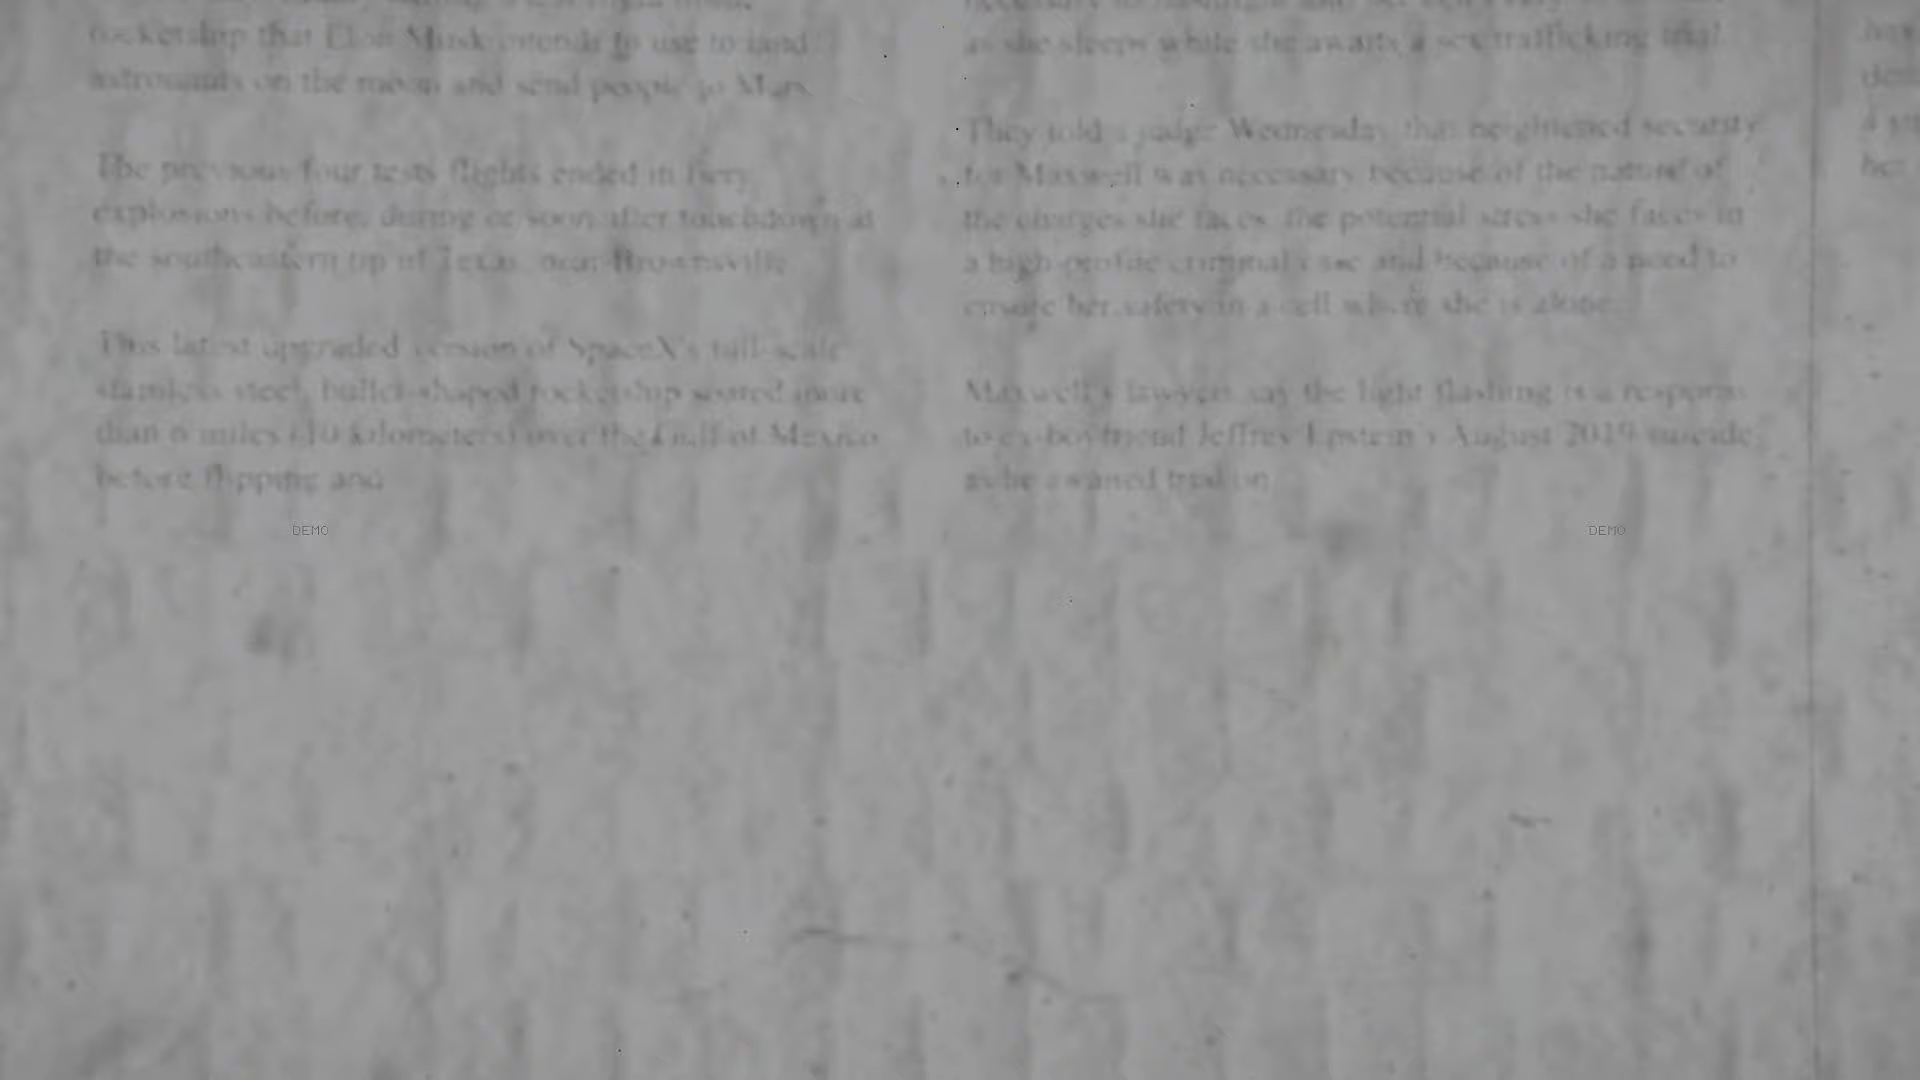 rocketship that Elon Musk intends to use to land
astronauts on the moon and send people to Mars.
The previous four tests flights ended in fiery
explosions before, during or soon after touchdown at
the southeastern tip of Texas, near Brownsville.
This latest upgraded version of SpaceX's full-scale
stainless steel, bullet-shaped rocketship soared more
than 6 miles (10 kilometers) over the Gulf of Mexico
before flipping and
as she sleeps while she awaits a sex trafficking trial.
They told a judge Wednesday that heightened security
for Maxwell was necessary because of the nature of
the charges she faces, the potential stress she faces in
a high-profile criminal case and because of a need to
ensure her safety in a cell where she is alone.
Maxwell's lawyers say the light flashing is a response
to ex-boyfriend Jeffrey Epstein's August 2019 suicide
as he awaited trial on
DEMO
DEMO